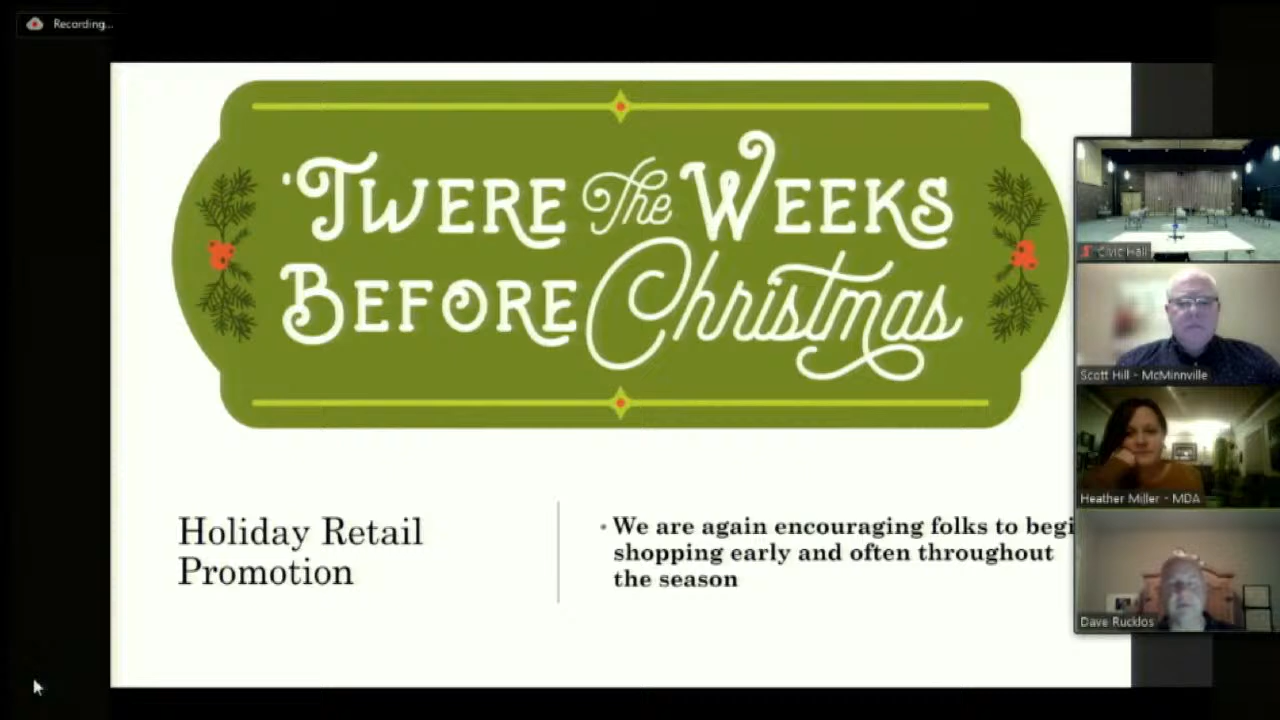 Recording...
'TWERE The WEEKS
BEFORE Christmas
Holiday Retail
Promotion
• We are again encouraging folks to begi
shopping early and often throughout
the season
Civic Hall
Scott Hill - McMinnville
Heather Miller - MDA
Dave Rucklos